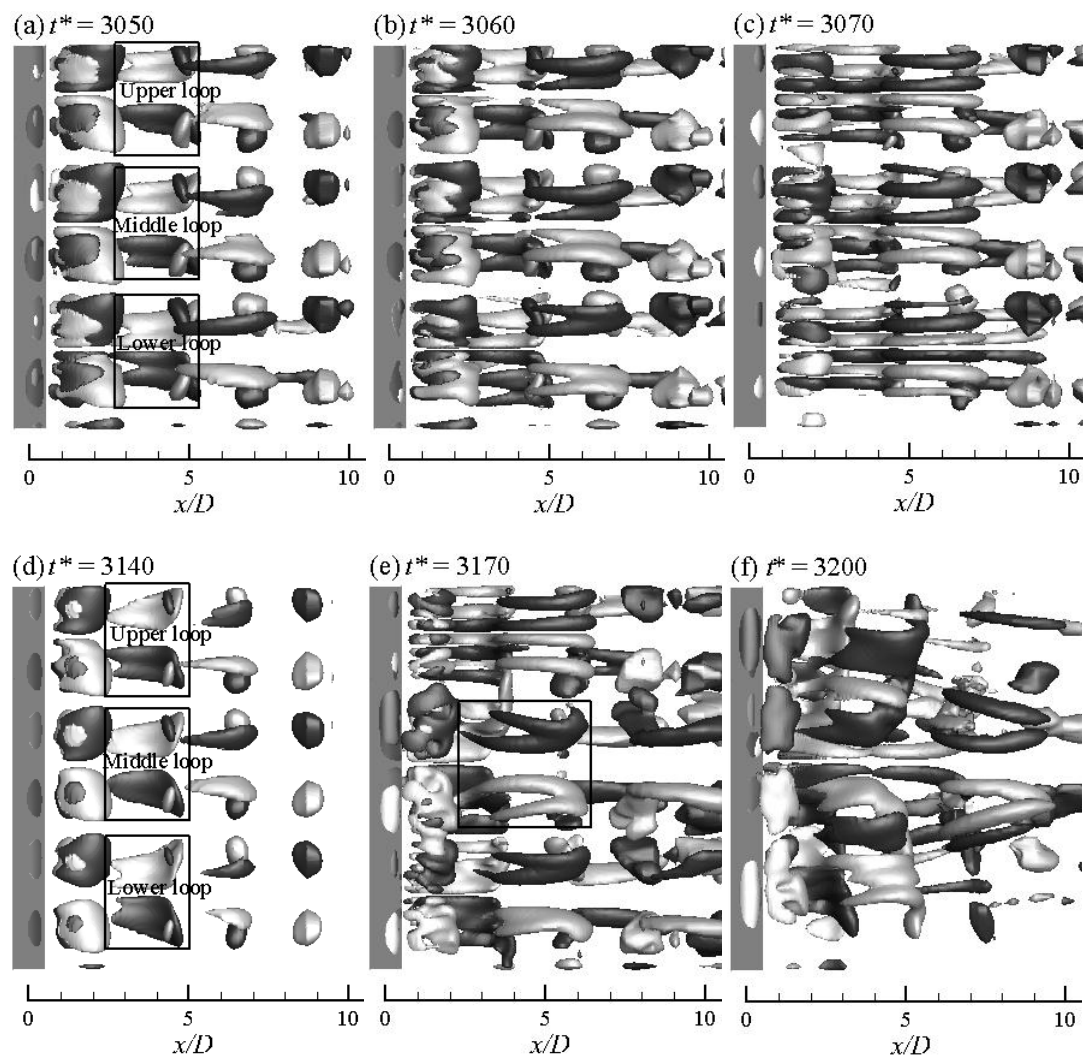 (a) t* = 3050
(b) t* = 3060
(c) t* = 3070
Upper loop
Middle loop
Lower loop
0 5 10
x/D
0 5 10
x/D
0 5 10
x/D
(d) t* = 3140
(e) t* = 3170
(f) t* = 3200
Upper loop
Middle loop
Lower loop
0 5 10
x/D
0 5 10
x/D
0 5 10
x/D